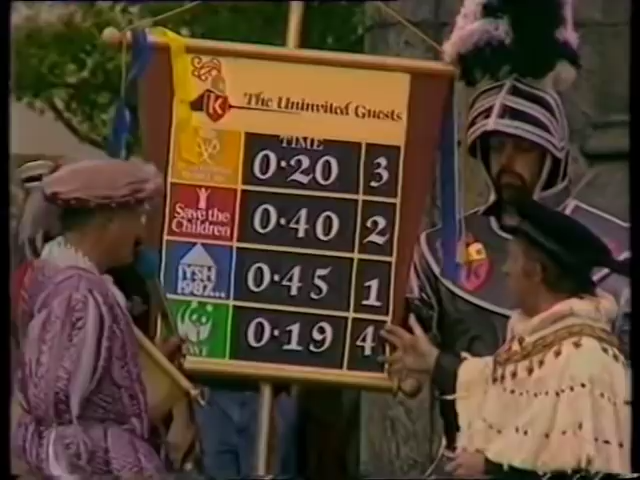 The Uninvited Guests
TIME
0·20 3
Save the
Children
0·40 2
IYSH
1987...
0·45 1
0·19 4